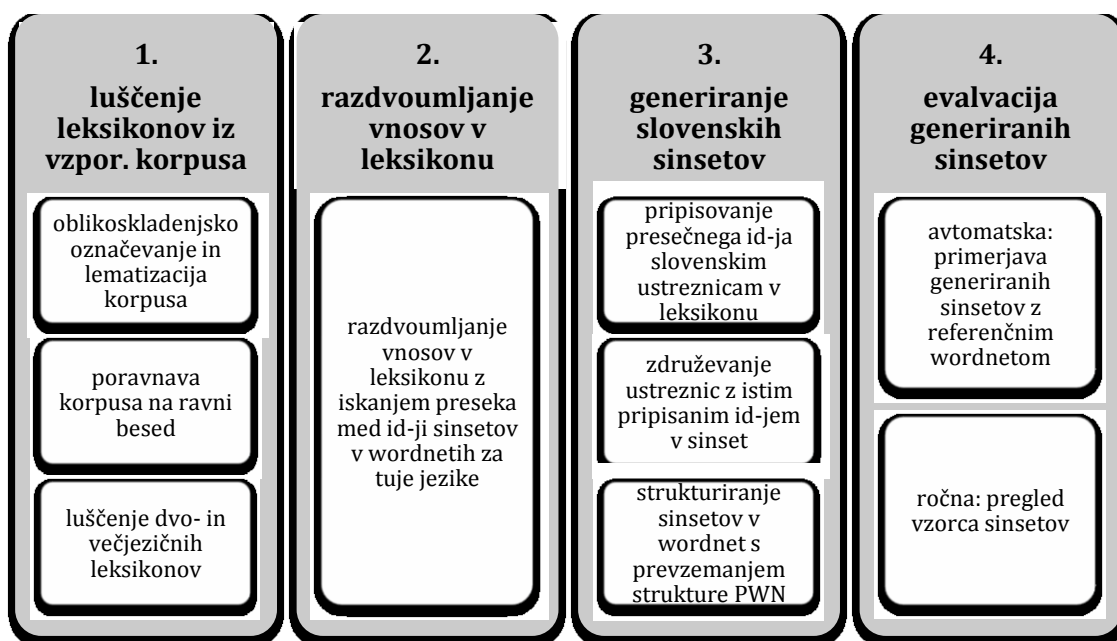 1.
luščenje
leksikonov iz
vzpor. korpusa
oblikoskladenjsko
označevanje in
lematizacija
korpusa
poravnava
korpusa na ravni
besed
luščenje dvo- in
večjezičnih
leksikonov
2.
razdvoumljanje
vnosov v
leksikonu
razdvoumljanje
vnosov v
leksikonu z
iskanjem preseka
med id-ji sinsetov
v wordnetih za
tuje jezike
3.
generiranje
slovenskih
sinsetov
pripisovanje
presečnega id-ja
slovenskim
ustreznicam v
leksikonu
združevanje
ustreznic z istim
pripisanim id-jem
v sinset
strukturiranje
sinsetov v
wordnet s
prevzemanjem
strukture PWN
4.
evalvacija
generiranih
sinsetov
avtomatska:
primerjava
generiranih
sinsetov z
referenčnim
wordnetom
ročna: pregled
vzorca sinsetov